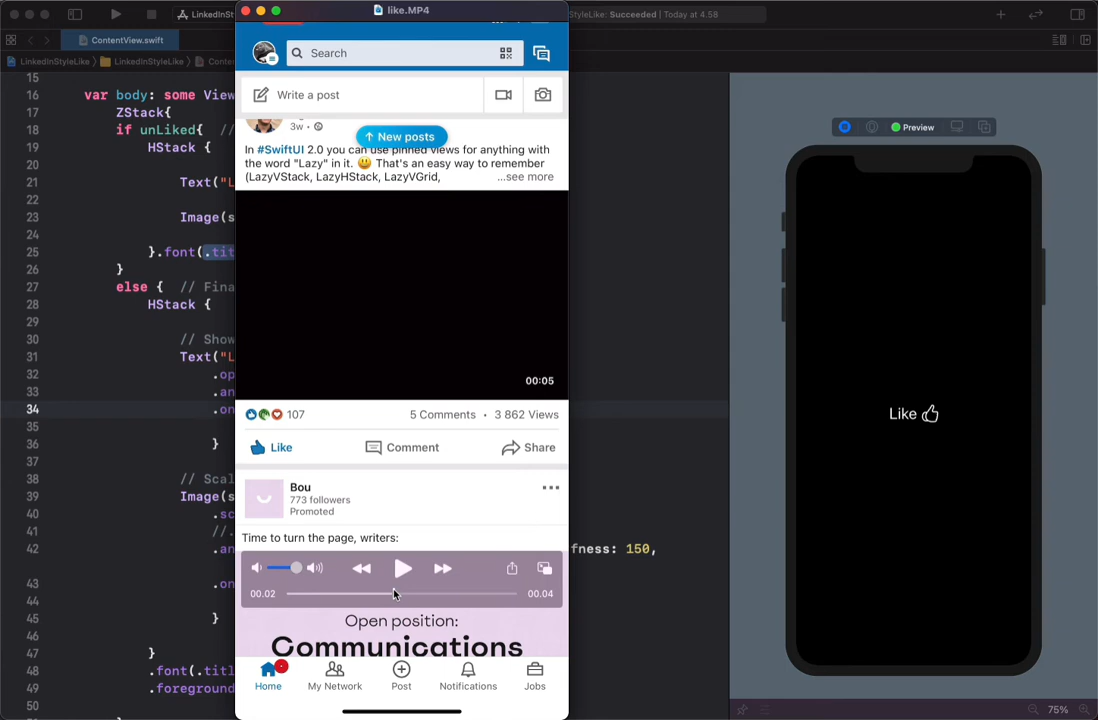 LinkedInSt
like.MP4
StyleLike: Succeeded | Today at 4.58
ContentView.swift
LinkedInStyleLike
LinkedInStyleLike
Conte
15
16 var body: some View
17 ZStack{
18 if unLiked{ //
19 HStack {
20
21 Text("L
22
23 Image(s
24
25 }.font(.tit
26 }
27 else { // Fina
28 HStack {
29
30 // Show
31 Text("L
32 .op
33 .an
34 .on
35
36 }
37
38 // Scal
39 Image(s
40 .sc
41 //.
42 .an
fness: 150,
43 .on
44
45 }
46
47 }
48 .font(.titl
49 .foreground
50
Search
Write a post
3w •
New posts
In #SwiftUI 2.0 you can use pinned views for anything with
the word "Lazy" in it. 😃 That's an easy way to remember
(LazyVStack, LazyHStack, LazyVGrid, ...see more
00:05
107 5 Comments • 3 862 Views
Like Comment Share
Bou
773 followers
Promoted
Time to turn the page, writers:
00.02 00.04
Open position:
Communications
Home My Network Post Notifications Jobs
Preview
Like
75%